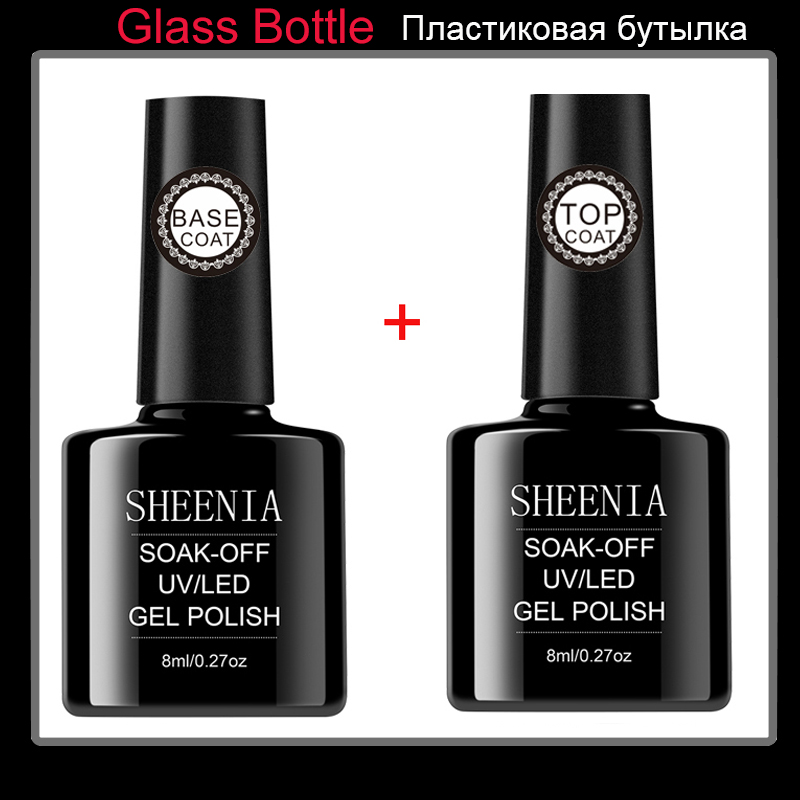 Glass Bottle Пластиковая бутылка
BASE
COAT
SHEENIA
SOAK-OFF
UV/LED
GEL POLISH
8ml/0.27oz
+
TOP
COAT
SHEENIA
SOAK-OFF
UV/LED
GEL POLISH
8ml/0.27oz